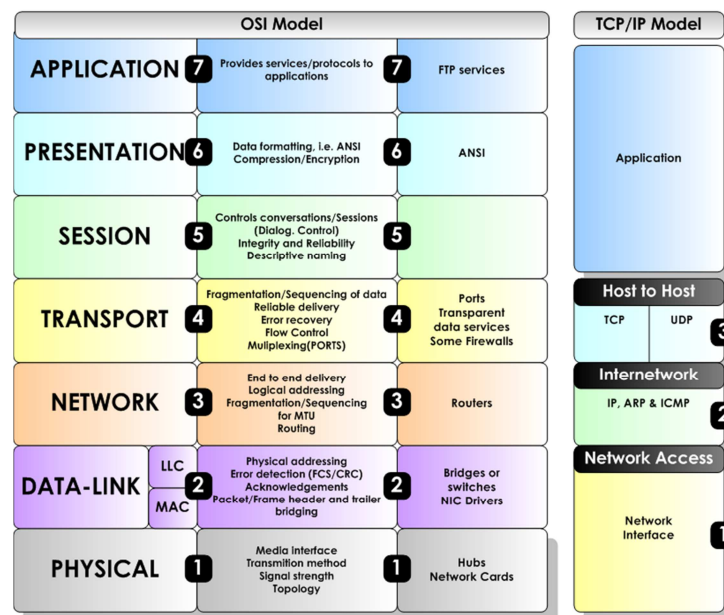 OSI Model
APPLICATION 7
Provides services/protocols to
applications
7
FTP services
PRESENTATION 6
Data formatting, i.e. ANSI
Compression/Encryption
6
ANSI
SESSION 5
Controls conversations/Sessions
(Dialog. Control)
Integrity and Reliability
Descriptive naming
5
TRANSPORT 4
Fragmentation/Sequencing of data
Reliable delivery
Error recovery
Flow Control
Muliplexing(PORTS)
4
Ports
Transparent
data services
Some Firewalls
NETWORK 3
End to end delivery
Logical addressing
Fragmentation/Sequencing
for MTU
Routing
3
Routers
DATA-LINK
LLC
MAC
2
Physical addressing
Error detection (FCS/CRC)
Acknowledgements
Packet/Frame header and trailer
bridging
2
Bridges or
switches
NIC Drivers
PHYSICAL 1
Media interface
Transmition method
Signal strength
Topology
1
Hubs
Network Cards
TCP/IP Model
Application
Host to Host
TCP
UDP
3
Internetwork
IP, ARP & ICMP
2
Network Access
Network
Interface
1